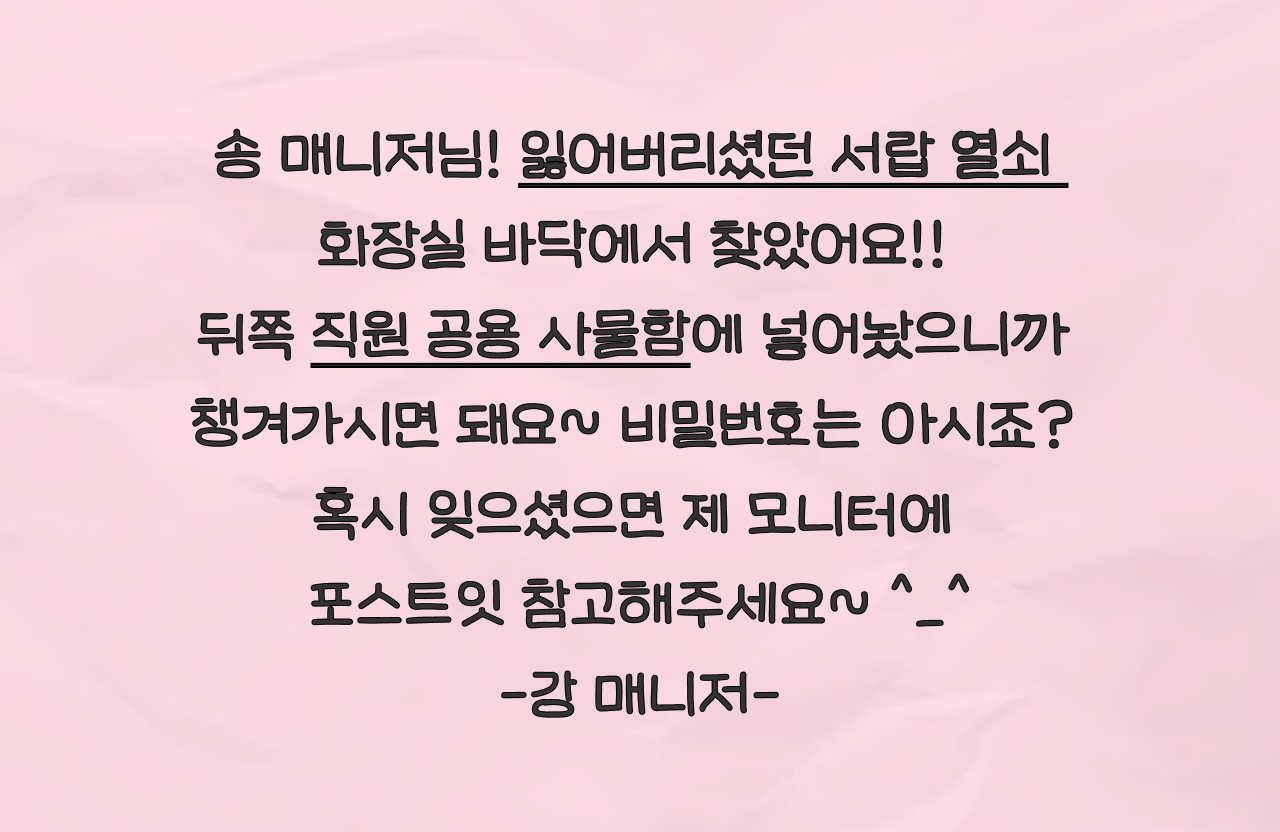 송 매니저님! 잃어버리셨던 서랍 열쇠
화장실 바닥에서 찾았어요!!
뒤쪽 직원 공용 사물함에 넣어놨으니까
챙겨가시면 돼요~ 비밀번호는 아시죠?
혹시 잊으셨으면 제 모니터에
포스트잇 참고해주세요~ ^_^
-강 매니저-